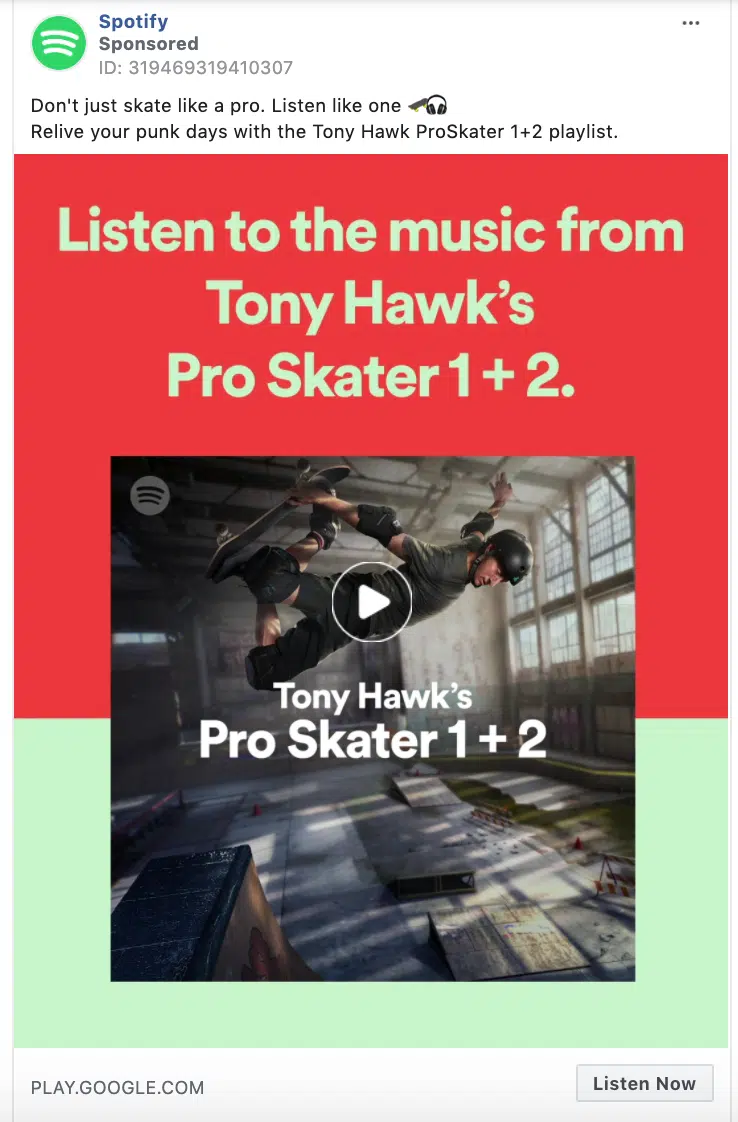 Spotify
Sponsored
ID: 319469319410307
Don't just skate like a pro. Listen like one 🛹🎧
Relive your punk days with the Tony Hawk ProSkater 1+2 playlist.
Listen to the music from
Tony Hawk’s
Pro Skater 1 + 2.
Tony Hawk’s
Pro Skater 1 + 2
PLAY.GOOGLE.COM
Listen Now